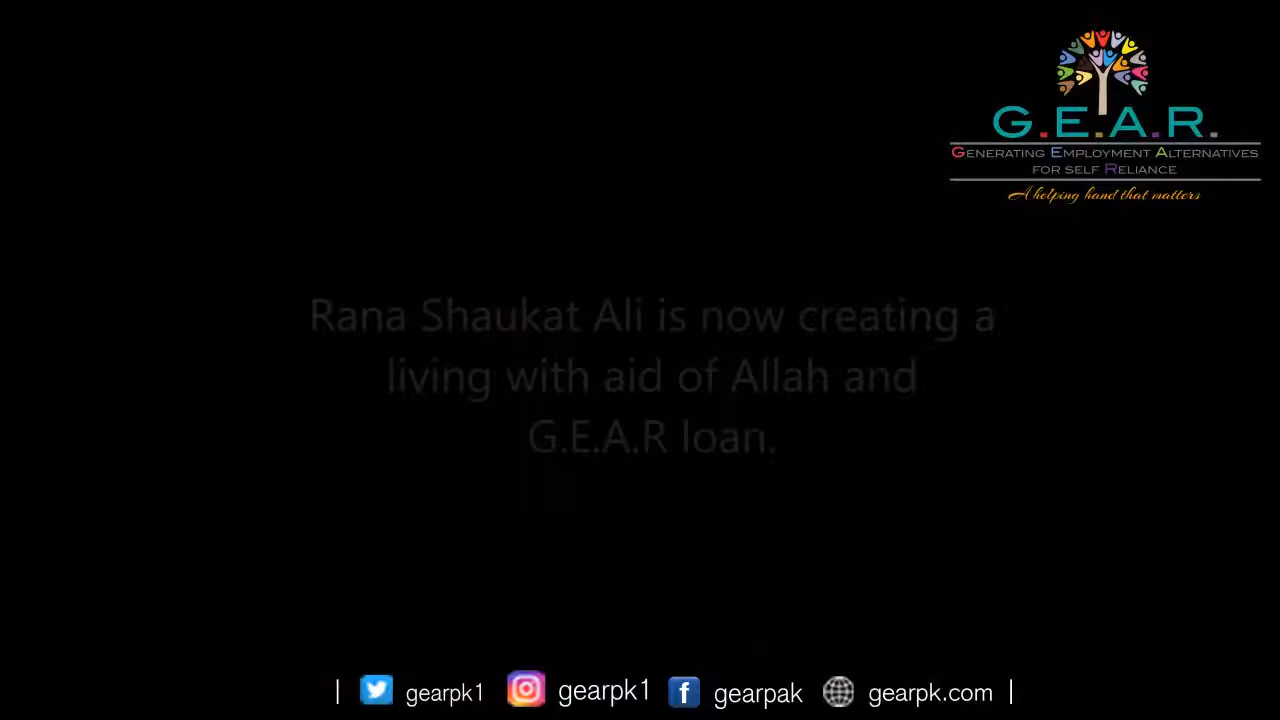 G.E.A.R.
GENERATING EMPLOYMENT ALTERNATIVES
FOR SELF RELIANCE
A helping hand that matters
Rana Shaukat Ali is now creating a
living with aid of Allah and
G.E.A.R loan.
| gearpk1 gearpk1 gearpak gearpk.com |